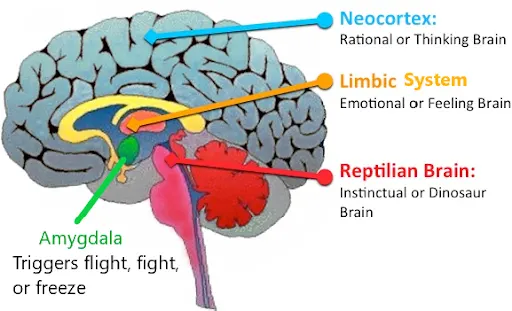 Neocortex:
Rational or Thinking Brain
Limbic System
Emotional or Feeling Brain
Reptilian Brain:
Instinctual or Dinosaur
Brain
Amygdala
Triggers flight, fight,
or freeze